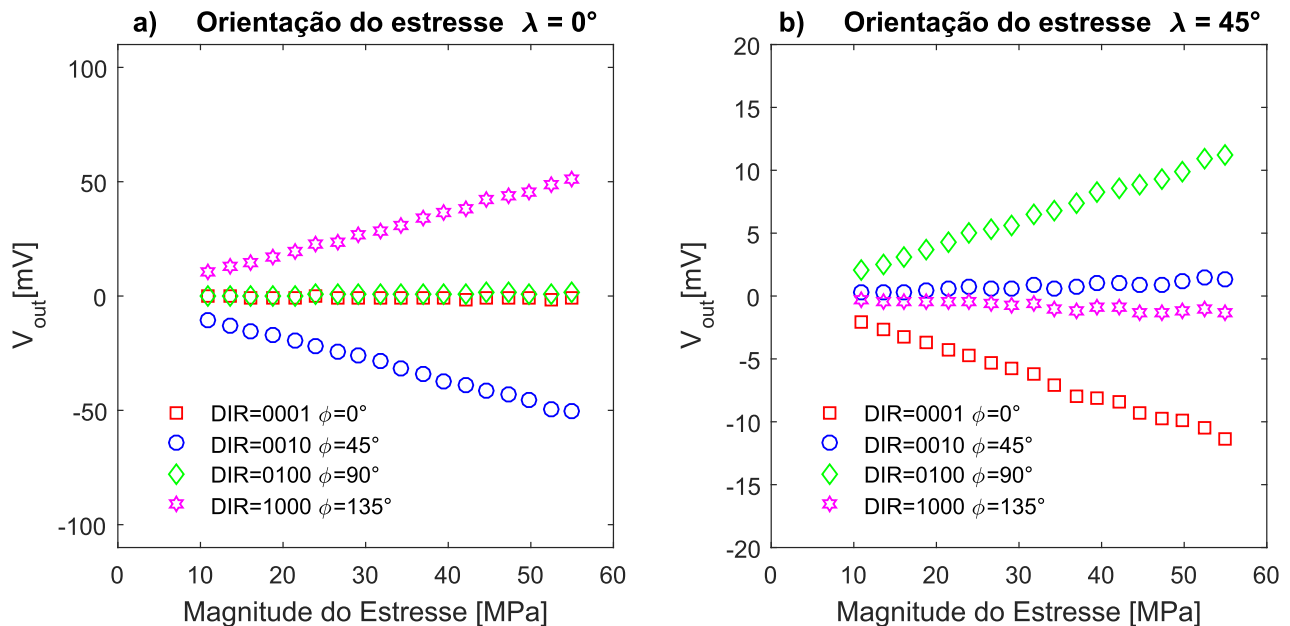 a) Orientação do estresse λ = 0°
100
50
0
-50
-100
V out [mV]
DIR=0001 ϕ=0°
DIR=0010 ϕ=45°
DIR=0100 ϕ=90°
DIR=1000 ϕ=135°
0 10 20 30 40 50 60
Magnitude do Estresse [MPa]
b) Orientação do estresse λ = 45°
20
15
10
5
0
-5
-10
-15
-20
V out [mV]
DIR=0001 ϕ=0°
DIR=0010 ϕ=45°
DIR=0100 ϕ=90°
DIR=1000 ϕ=135°
0 10 20 30 40 50 60
Magnitude do Estresse [MPa]